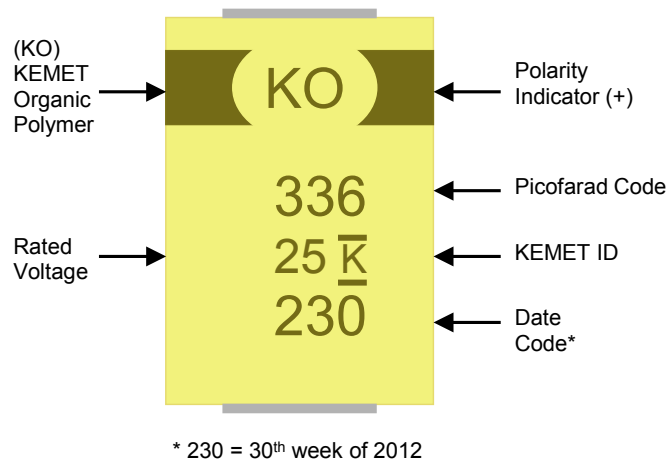 (KO)
KEMET
Organic
Polymer
KO
Polarity
Indicator (+)
336
Picofarad Code
Rated
Voltage
25 K
KEMET ID
230
Date
Code*
* 230 = 30th week of 2012